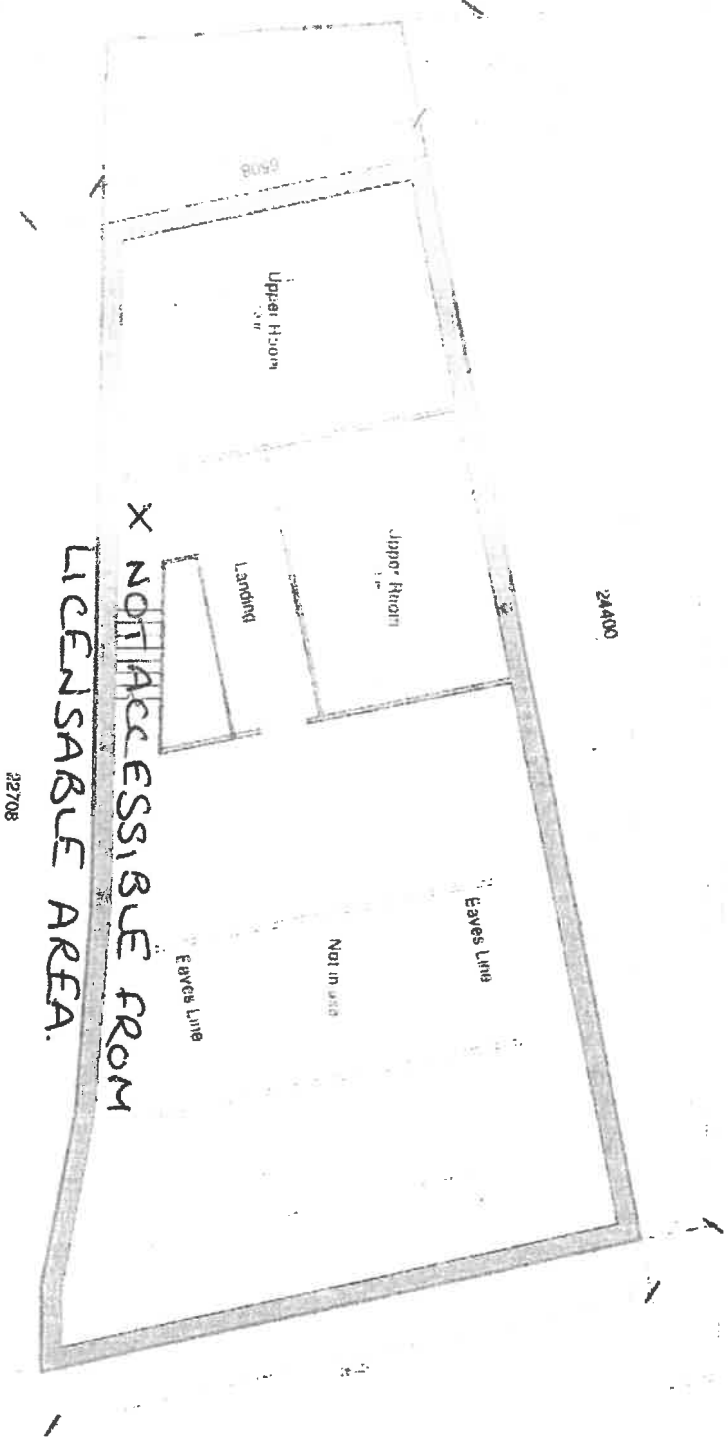 24400
6508
Upper Room
Upper Room
Landing
Eaves Line
Not in use
Eaves Line
X NOT ACCESSIBLE FROM
LICENSABLE AREA.
22708